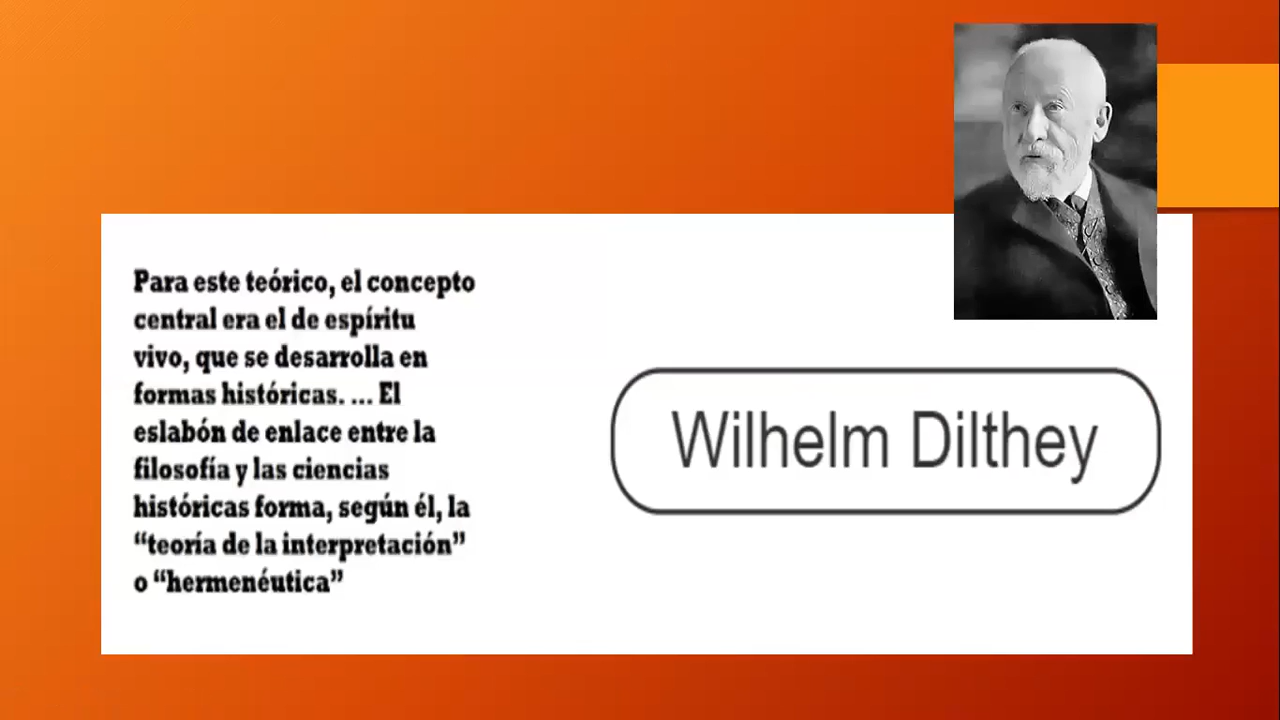 Para este teórico, el concepto
central era el de espíritu
vivo, que se desarrolla en
formas históricas. ... El
eslabón de enlace entre la
filosofía y las ciencias
históricas forma, según él, la
“teoría de la interpretación”
o “hermenéutica”
Wilhelm Dilthey